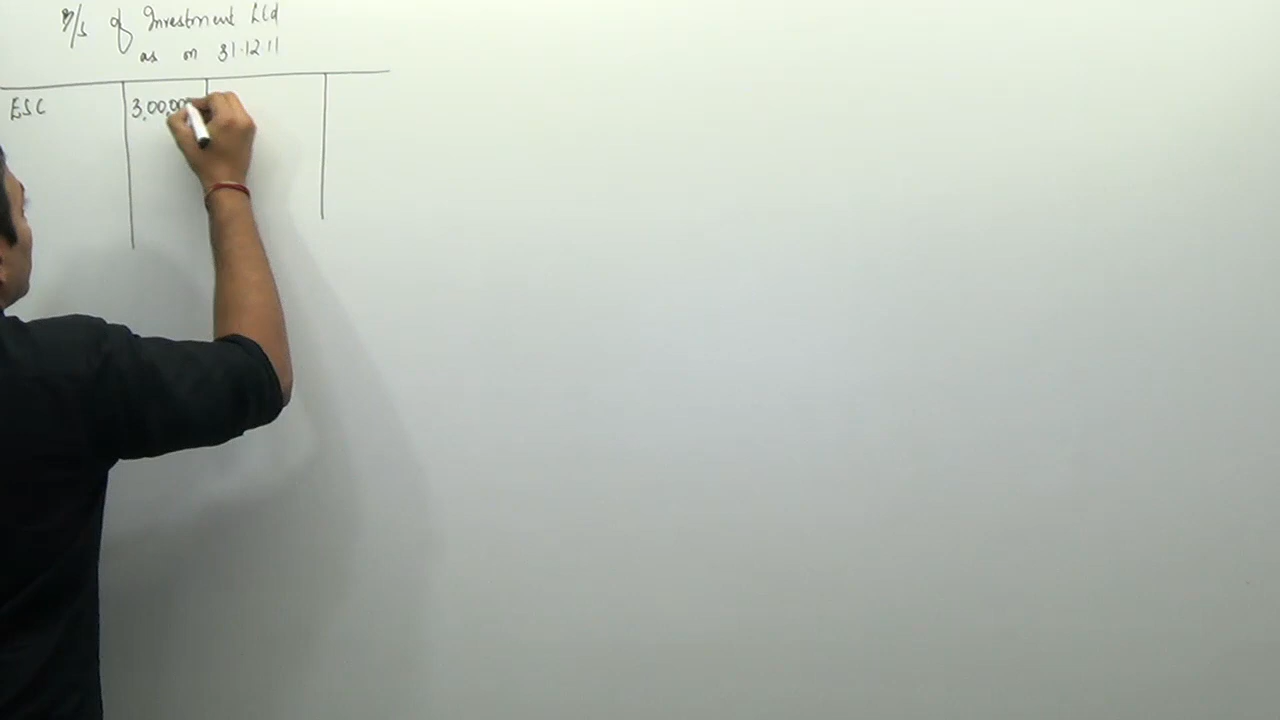 B/S of Investment Ltd
as on 31.12.11
ESC 3,00,00